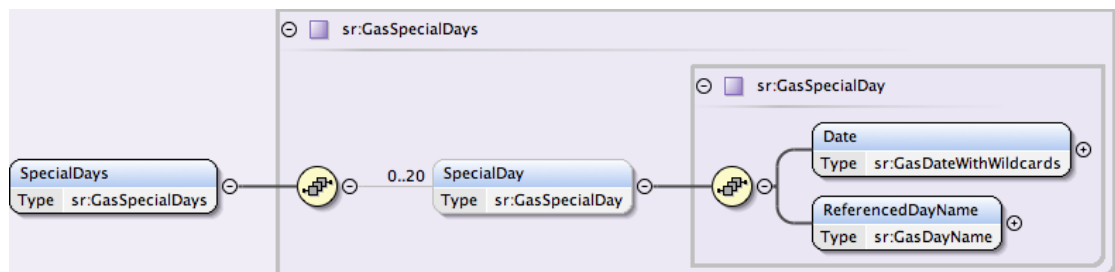 sr:GasSpecialDays
sr:GasSpecialDay
Date
Type sr:GasDateWithWildcards
SpecialDays
Type sr:GasSpecialDays
0..20
SpecialDay
Type sr:GasSpecialDay
ReferencedDayName
Type sr:GasDayName